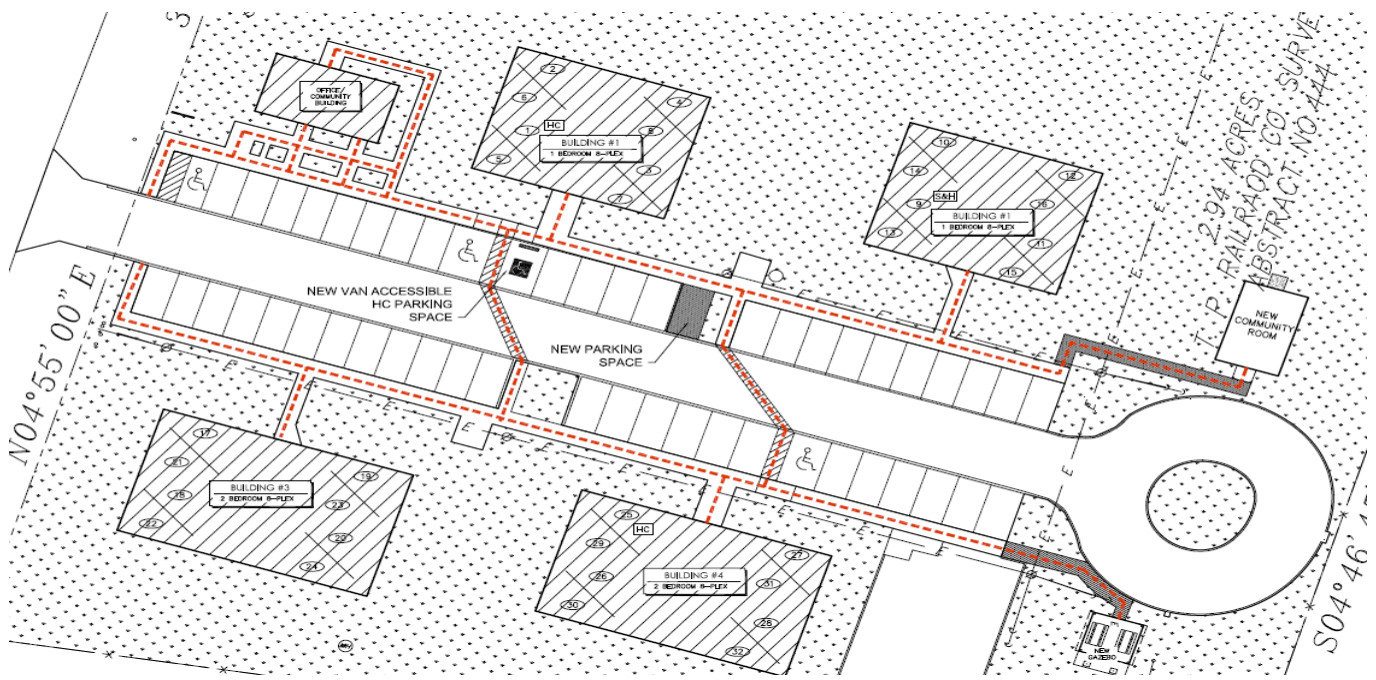 OFFICE/
COMMUNITY
BUILDING
2
6
4
1
HC
8
BUILDING #1
1 BEDROOM 8-PLEX
5
3
7
10
14
12
9
S&H
16
BUILDING #1
1 BEDROOM 8-PLEX
13
11
15
2.94 ACRES
T P RAILRAOD CO. SURVE
ABSTRACT NO. 444
NEW
COMMUNITY
ROOM
N04°55'00" E
NEW VAN ACCESSIBLE
HC PARKING
SPACE
NEW PARKING
SPACE
17
21
19
18
BUILDING #3
2 BEDROOM 8-PLEX
23
22
20
24
25
HC
29
27
26
BUILDING #4
2 BEDROOM 8-PLEX
31
30
28
32
NEW
GAZEBO
S04°46'
E
E
E
E
E
E
E
E
E
E
E
E